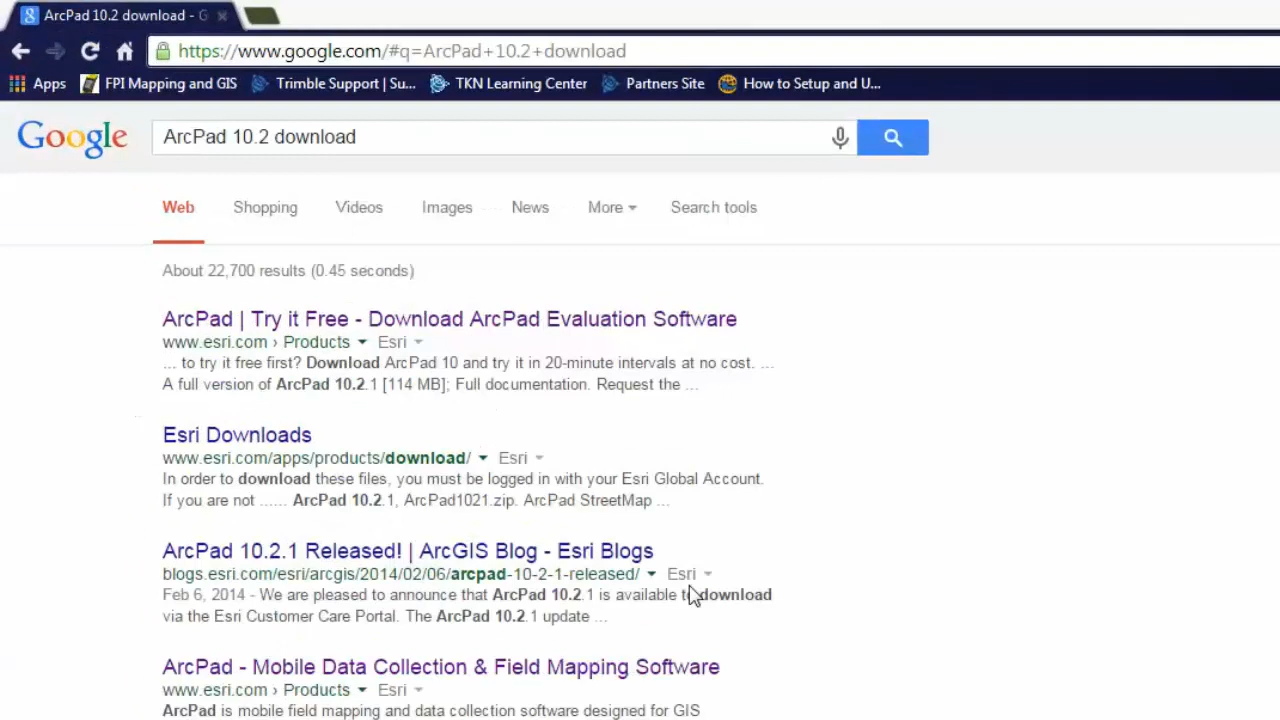 ArcPad 10.2 download - G
https://www.google.com/#q=ArcPad+10.2+download
Apps FPI Mapping and GIS Trimble Support | Su... TKN Learning Center Partners Site How to Setup and U...
Google ArcPad 10.2 download
Web Shopping Videos Images News More Search tools
About 22,700 results (0.45 seconds)
ArcPad | Try it Free - Download ArcPad Evaluation Software
www.esri.com › Products Esri
... to try it free first? Download ArcPad 10 and try it in 20-minute intervals at no cost. ...
A full version of ArcPad 10.2.1 [114 MB]; Full documentation. Request the ...
Esri Downloads
www.esri.com/apps/products/download/ Esri
In order to download these files, you must be logged in with your Esri Global Account.
If you are not ...... ArcPad 10.2.1, ArcPad1021.zip. ArcPad StreetMap ...
ArcPad 10.2.1 Released! | ArcGIS Blog - Esri Blogs
blogs.esri.com/esri/arcgis/2014/02/06/arcpad-10-2-1-released/ Esri
Feb 6, 2014 - We are pleased to announce that ArcPad 10.2.1 is available to download
via the Esri Customer Care Portal. The ArcPad 10.2.1 update ...
ArcPad - Mobile Data Collection & Field Mapping Software
www.esri.com › Products Esri
ArcPad is mobile field mapping and data collection software designed for GIS